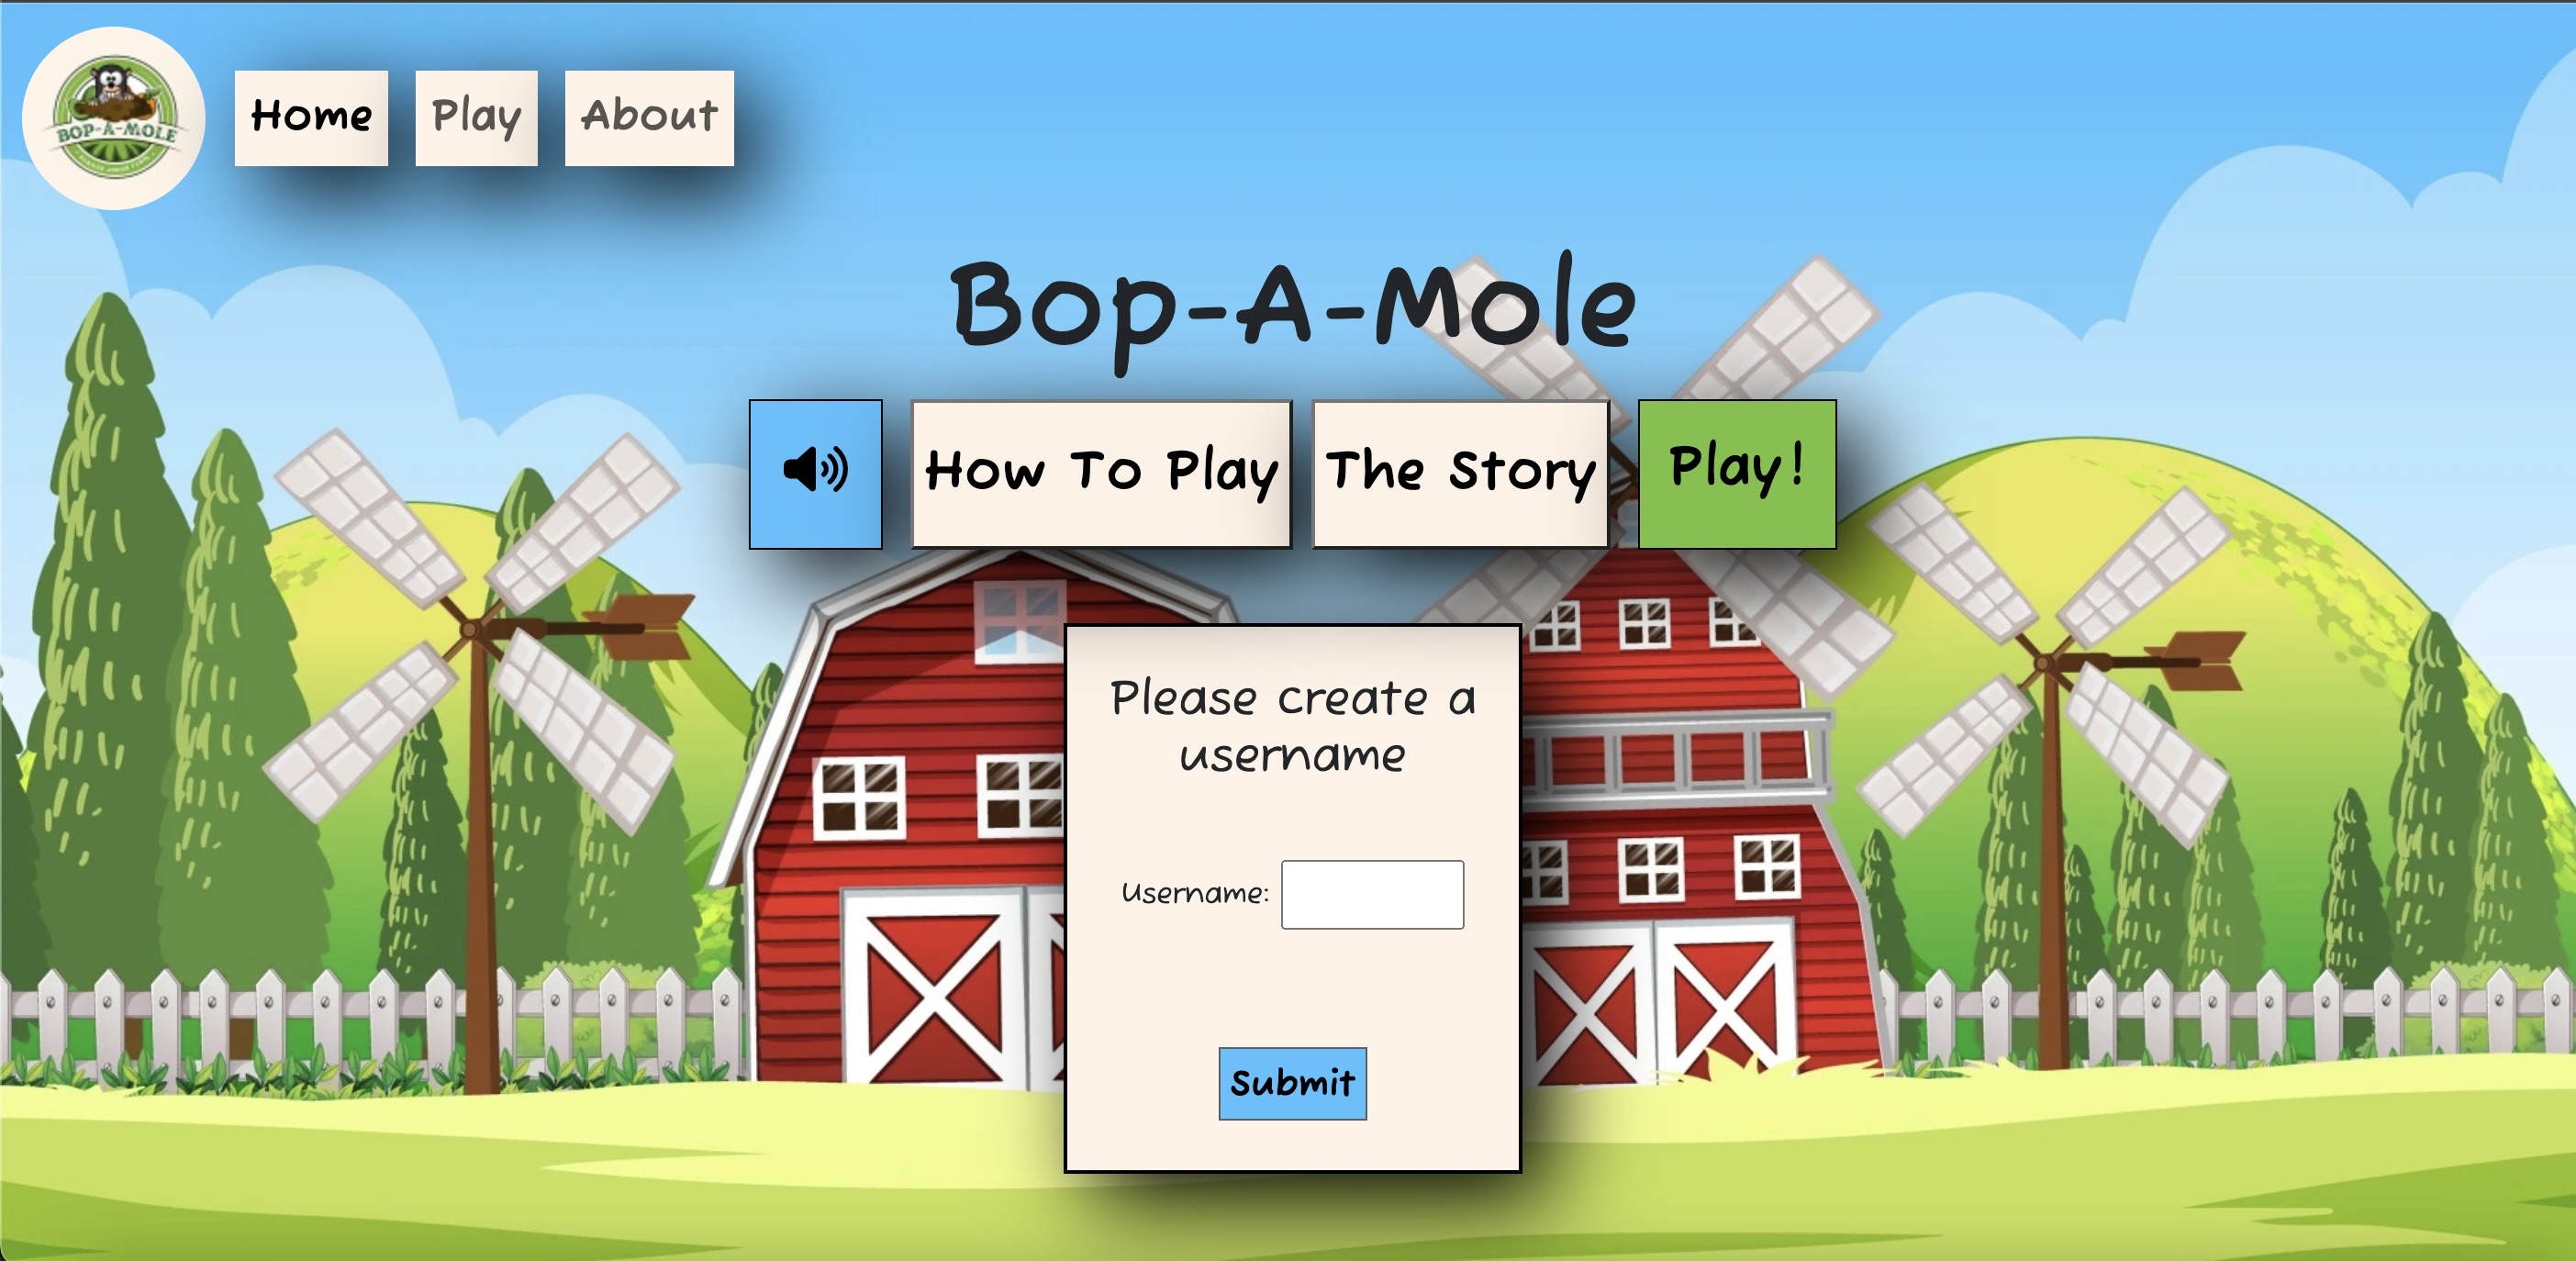 BOP-A-MOLE
Home
Play
About
Bop-A-Mole
How To Play
The Story
Play!
Please create a
username
Username:
Submit